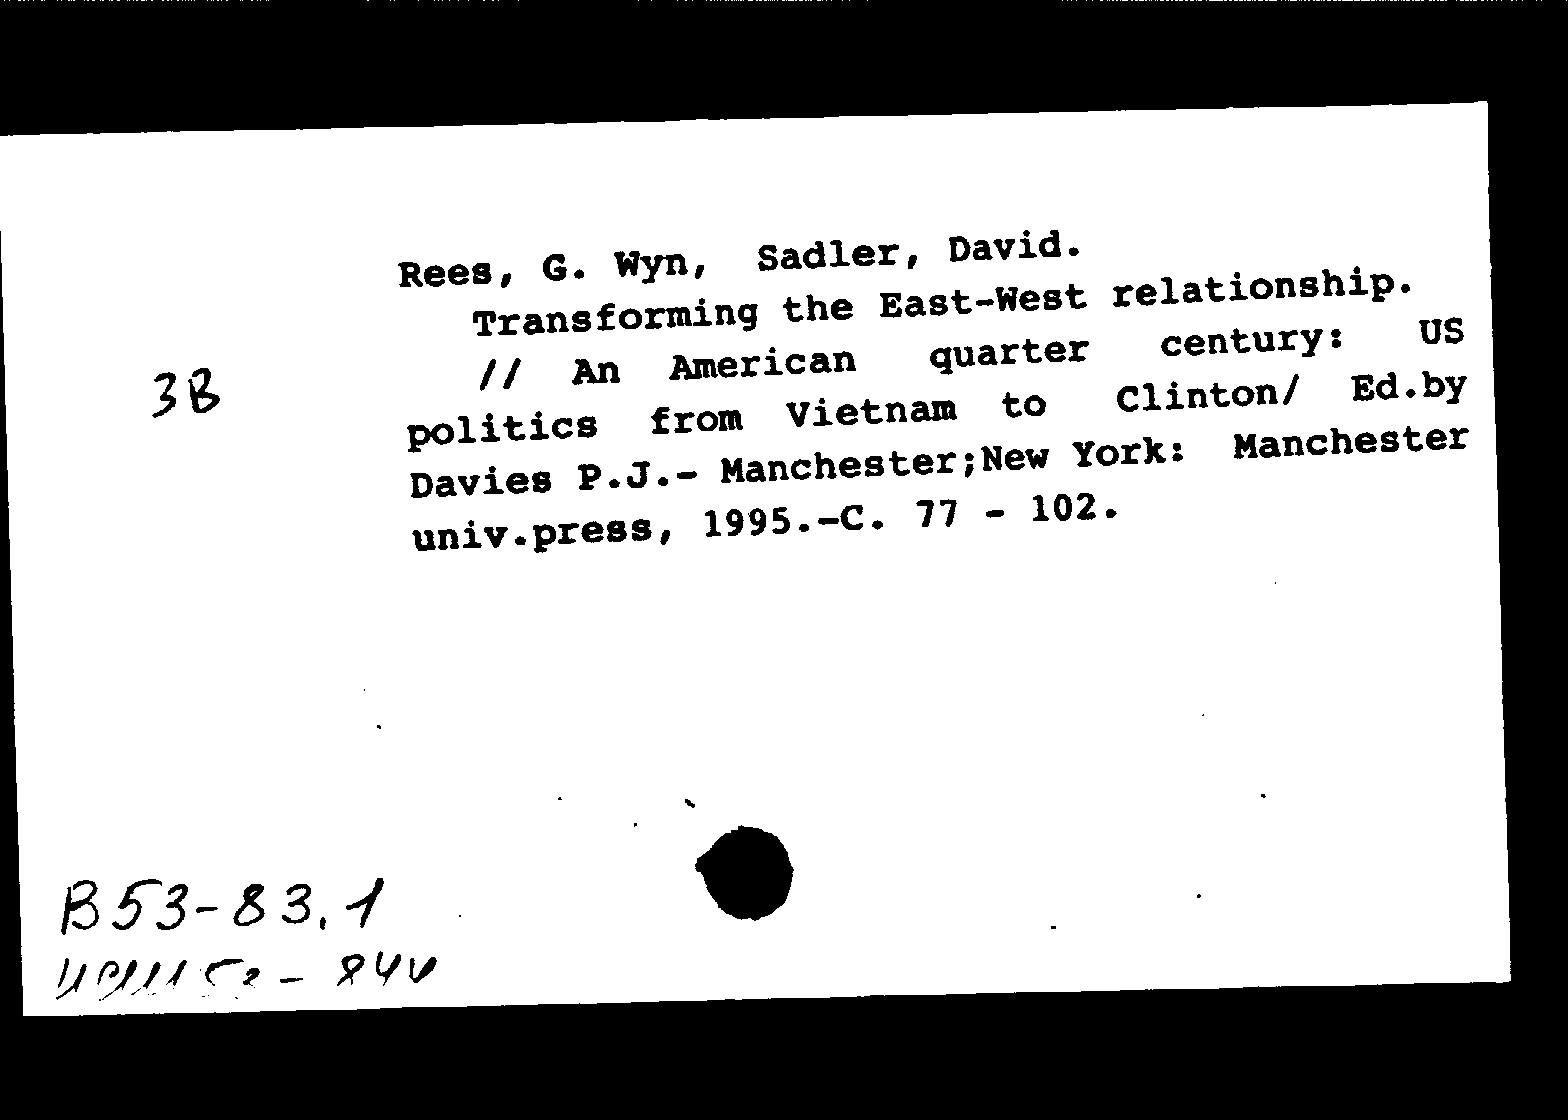 Rees, G. Wyn, Sadler, David.
Transforming the East-West relationship.
// An American quarter century: US
politics from Vietnam to Clinton/ Ed.by
Davies P.J.- Manchester;New York: Manchester
univ.press, 1995.-C. 77 - 102.
3B
B53-83.1